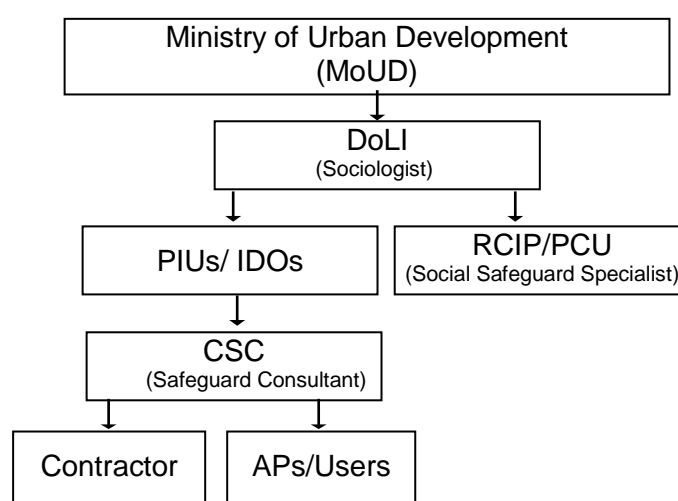 Ministry of Urban Development
(MoUD)
DoLI
(Sociologist)
PIUs/ IDOs
RCIP/PCU
(Social Safeguard Specialist)
CSC
(Safeguard Consultant)
Contractor
APs/Users